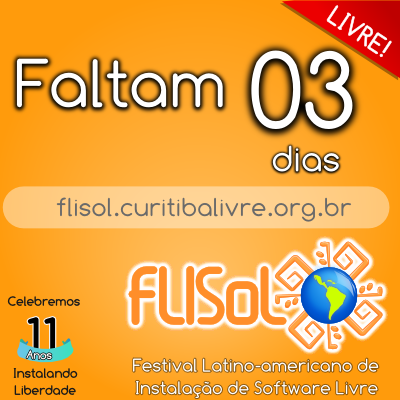 LIVRE!
Faltam 03
dias
flisol.curitibalivre.org.br
FLISoL
Celebremos
11
Anos
Instalando
Liberdade
Festival Latino-americano de
Instalação de Software Livre